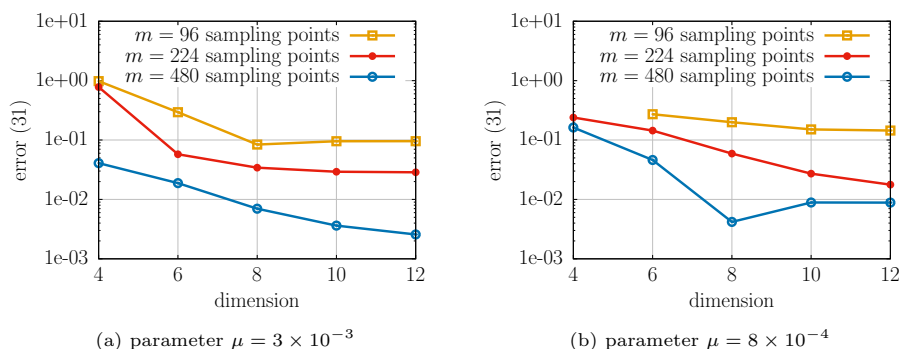 1e+01
1e+00
1e-01
1e-02
1e-03
error (31)
m = 96 sampling points
m = 224 sampling points
m = 480 sampling points
4 6 8 10 12
dimension
(a) parameter μ = 3 × 10⁻³
1e+01
1e+00
1e-01
1e-02
1e-03
error (31)
m = 96 sampling points
m = 224 sampling points
m = 480 sampling points
4 6 8 10 12
dimension
(b) parameter μ = 8 × 10⁻⁴